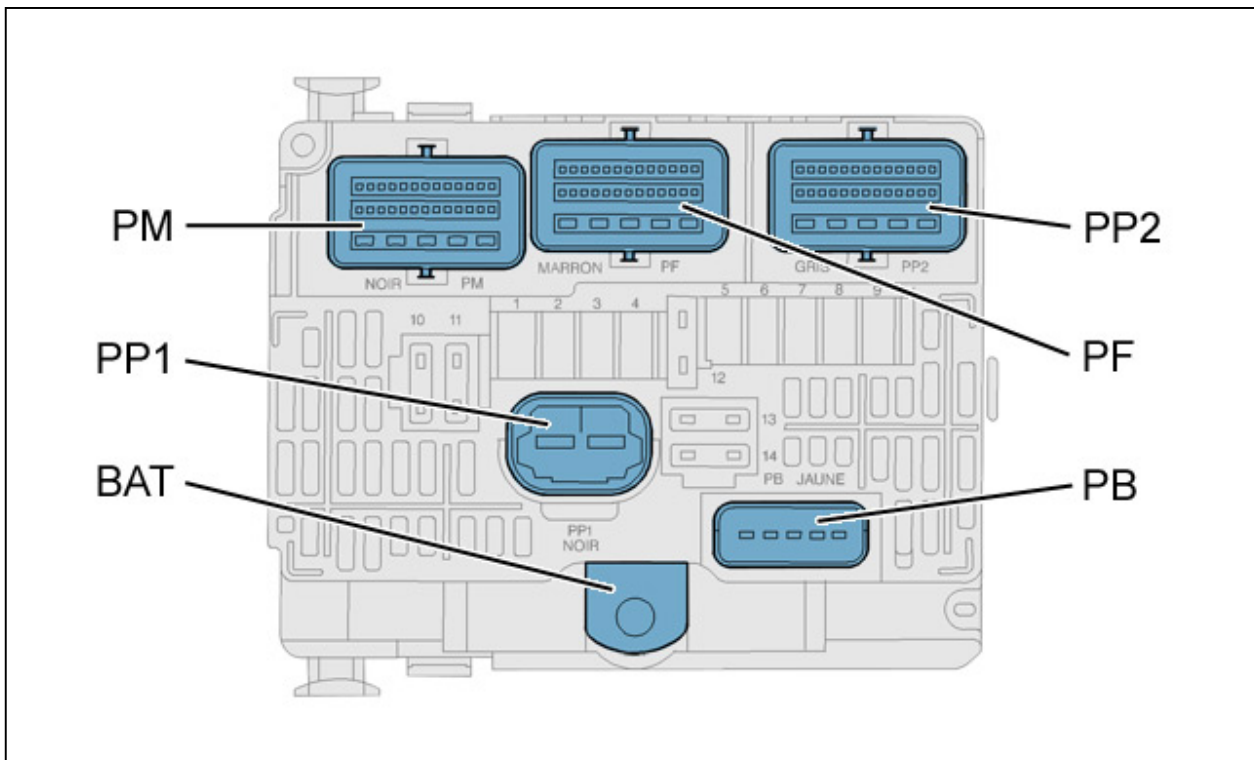 PM
PP2
NOIR PM
MARRON PF
GRIS PP2
1 2 3 4
5 6 7 8 9
10 11
PP1
PF
12
13
14
PB JAUNE
BAT
PB
PP1
NOIR